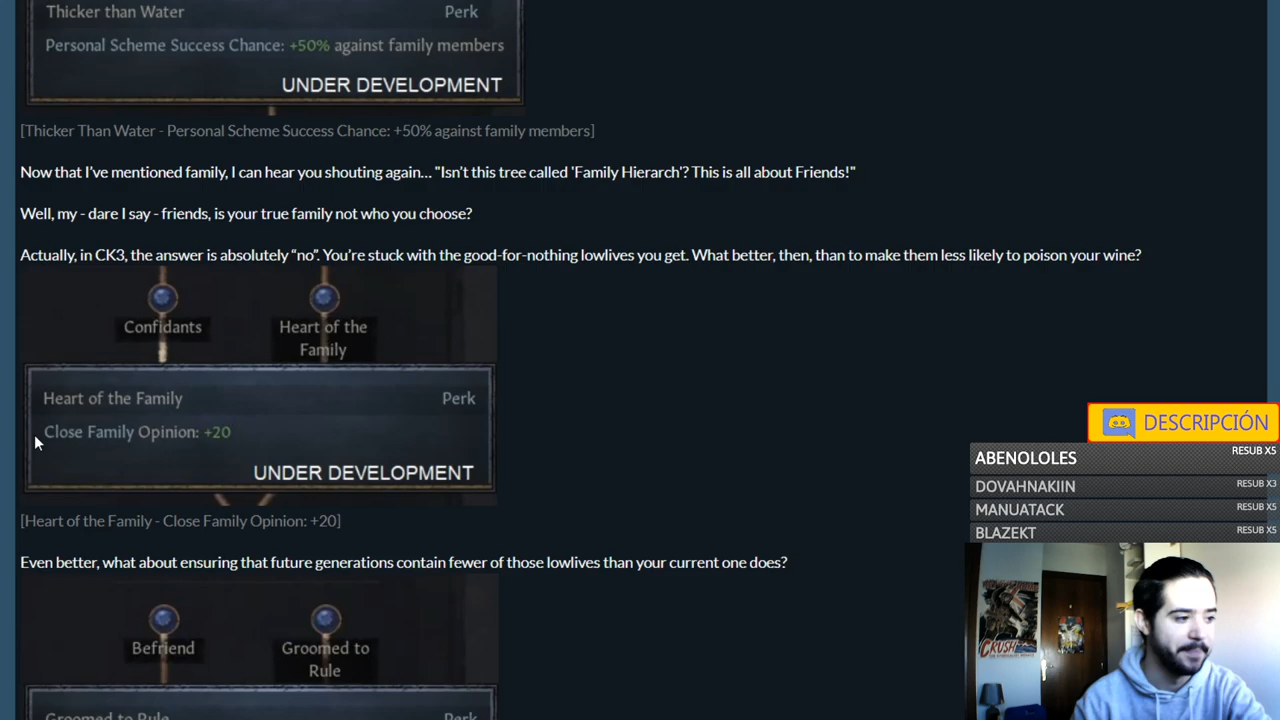 Thicker than Water Perk
Personal Scheme Success Chance: +50% against family members
UNDER DEVELOPMENT
[Thicker Than Water - Personal Scheme Success Chance: +50% against family members]
Now that I've mentioned family, I can hear you shouting again... "Isn't this tree called 'Family Hierarch'? This is all about Friends!"
Well, my - dare I say - friends, is your true family not who you choose?
Actually, in CK3, the answer is absolutely “no”. You're stuck with the good-for-nothing lowlives you get. What better, then, than to make them less likely to poison your wine?
Confidants
Heart of the
Family
Heart of the Family Perk
Close Family Opinion: +20
UNDER DEVELOPMENT
[Heart of the Family - Close Family Opinion: +20]
Even better, what about ensuring that future generations contain fewer of those lowlives than your current one does?
Befriend
Groomed to
Rule
Groomed to Rule Perk
DESCRIPCIÓN
ABENOLOLES RESUB X5
DOVAHNAKIIN RESUB X3
MANUATACK RESUB X5
BLAZEKT RESUB X5
CRUSH